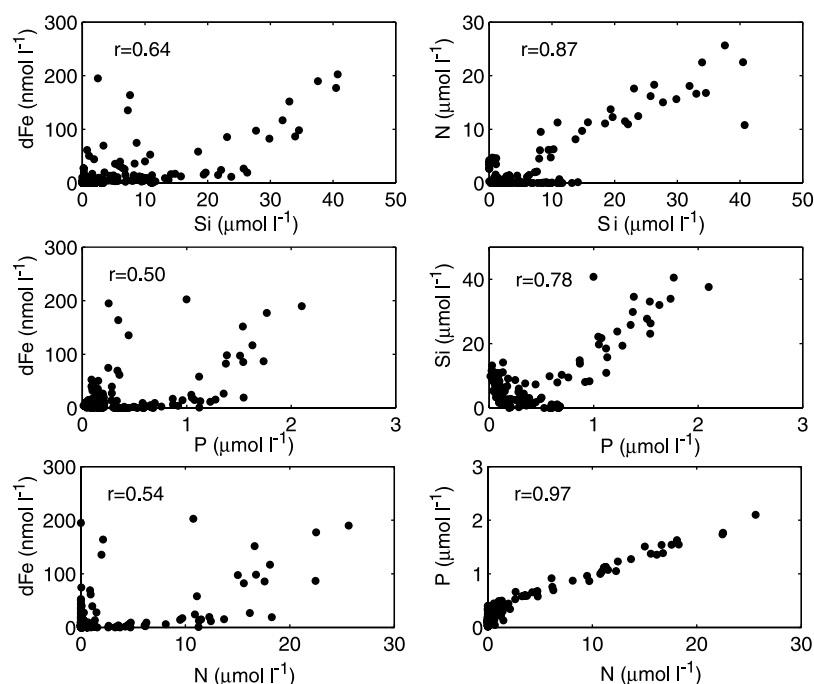 300
200
100
0
dFe (nmol l⁻¹)
r=0.64
0 10 20 30 40 50
Si (μmol l⁻¹)
30
20
10
0
N (μmol l⁻¹)
r=0.87
0 10 20 30 40 50
Si (μmol l⁻¹)
300
200
100
0
dFe (nmol l⁻¹)
r=0.50
0 1 2 3
P (μmol l⁻¹)
40
20
0
Si (μmol l⁻¹)
r=0.78
0 1 2 3
P (μmol l⁻¹)
300
200
100
0
dFe (nmol l⁻¹)
r=0.54
0 10 20 30
N (μmol l⁻¹)
3
2
1
0
P (μmol l⁻¹)
r=0.97
0 10 20 30
N (μmol l⁻¹)